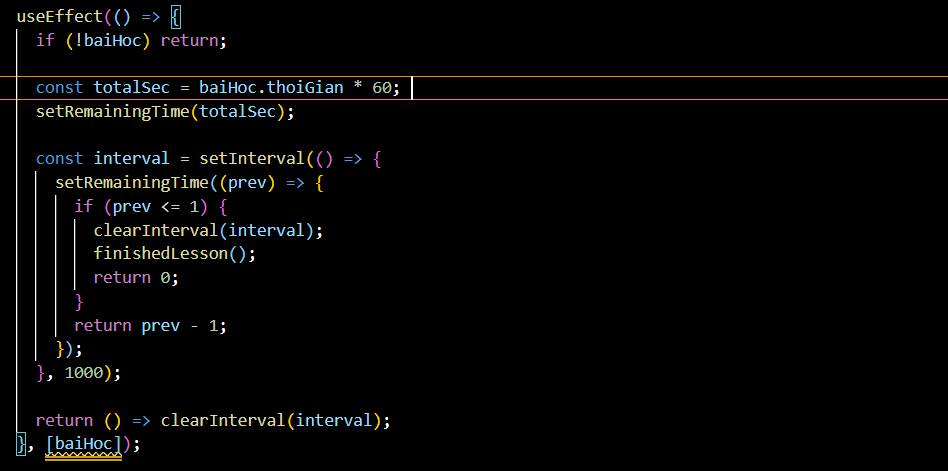 useEffect(() => {
if (!baiHoc) return;
const totalSec = baiHoc.thoiGian * 60;
setRemainingTime(totalSec);
const interval = setInterval(() => {
setRemainingTime((prev) => {
if (prev <= 1) {
clearInterval(interval);
finishedLesson();
return 0;
}
return prev - 1;
});
}, 1000);
return () => clearInterval(interval);
}, [baiHoc]);